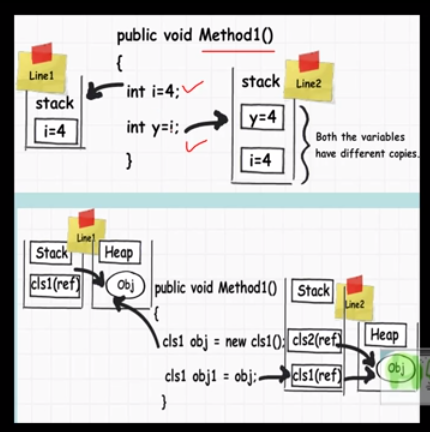 public void Method1()
{
Line1
stack
i=4
int i=4;
int y=i;
}
stack
Line2
y=4
i=4
Both the variables
have different copies.
Line1
Stack
Heap
cls1(ref)
Obj
public void Method1()
{
cls1 obj = new cls1();
cls1 obj1 = obj;
}
Stack
Line2
cls2(ref)
Heap
cls1(ref)
Obj